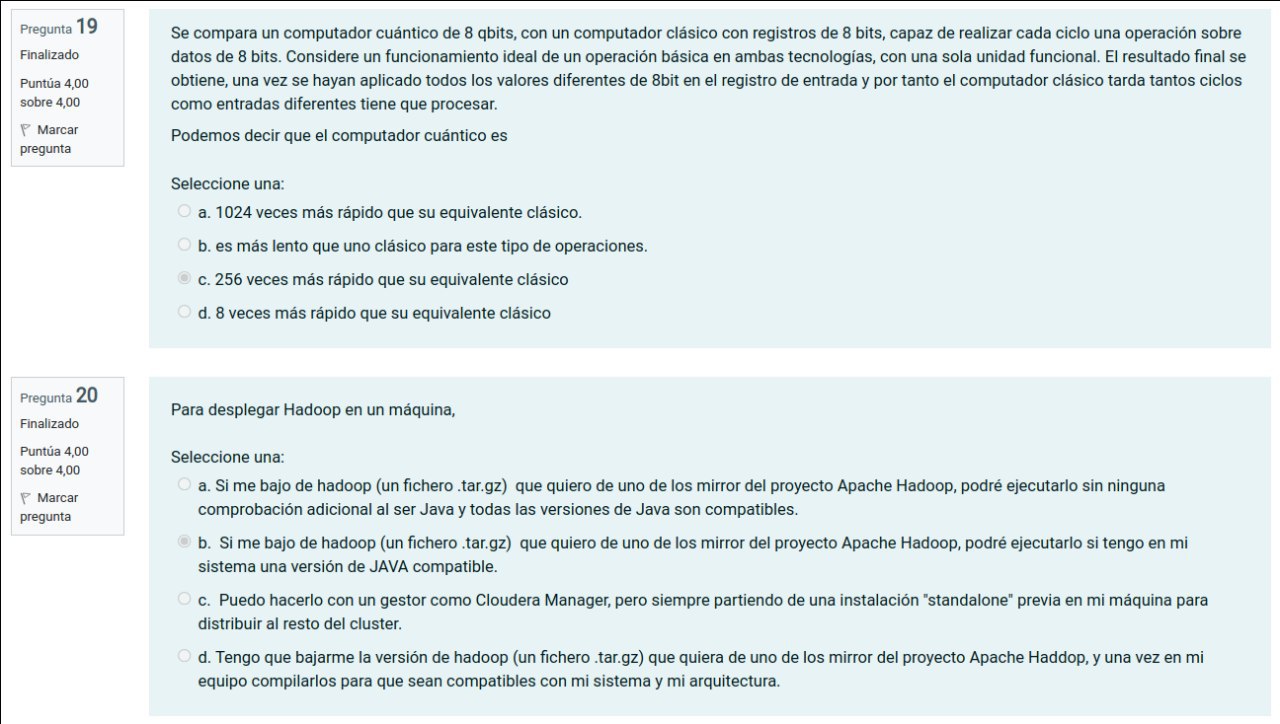 Pregunta 19
Finalizado
Puntúa 4,00
sobre 4,00
Marcar
pregunta
Se compara un computador cuántico de 8 qbits, con un computador clásico con registros de 8 bits, capaz de realizar cada ciclo una operación sobre
datos de 8 bits. Considere un funcionamiento ideal de un operación básica en ambas tecnologías, con una sola unidad funcional. El resultado final se
obtiene, una vez se hayan aplicado todos los valores diferentes de 8bit en el registro de entrada y por tanto el computador clásico tarda tantos ciclos
como entradas diferentes tiene que procesar.
Podemos decir que el computador cuántico es
Seleccione una:
a. 1024 veces más rápido que su equivalente clásico.
b. es más lento que uno clásico para este tipo de operaciones.
c. 256 veces más rápido que su equivalente clásico
d. 8 veces más rápido que su equivalente clásico
Pregunta 20
Finalizado
Puntúa 4,00
sobre 4,00
Marcar
pregunta
Para desplegar Hadoop en un máquina,
Seleccione una:
a. Si me bajo de hadoop (un fichero .tar.gz) que quiero de uno de los mirror del proyecto Apache Hadoop, podré ejecutarlo sin ninguna
comprobación adicional al ser Java y todas las versiones de Java son compatibles.
b. Si me bajo de hadoop (un fichero .tar.gz) que quiero de uno de los mirror del proyecto Apache Hadoop, podré ejecutarlo si tengo en mi
sistema una versión de JAVA compatible.
c. Puedo hacerlo con un gestor como Cloudera Manager, pero siempre partiendo de una instalación "standalone" previa en mi máquina para
distribuir al resto del cluster.
d. Tengo que bajarme la versión de hadoop (un fichero .tar.gz) que quiera de uno de los mirror del proyecto Apache Haddop, y una vez en mi
equipo compilarlos para que sean compatibles con mi sistema y mi arquitectura.